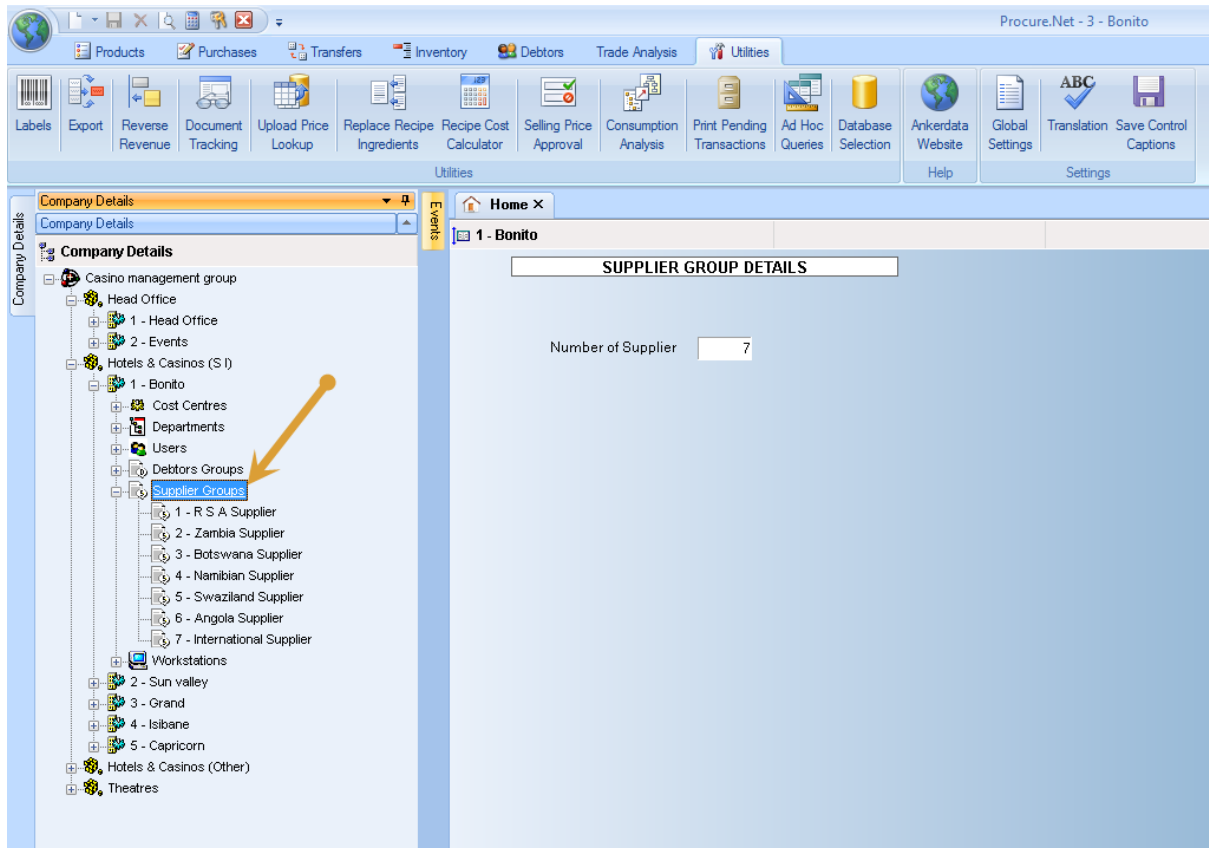 Procure.Net - 3 - Bonito
Products Purchases Transfers Inventory Debtors Trade Analysis Utilities
Labels Export Reverse Revenue Document Tracking Upload Price Lookup Replace Recipe Ingredients Recipe Cost Calculator Selling Price Approval Consumption Analysis Print Pending Transactions Ad Hoc Queries Database Selection Ankerdata Website Global Settings ABC Translation Save Control Captions
Utilities Help Settings
Company Details
Company Details
Company Details
Company Details
Casino management group
Head Office
1 - Head Office
2 - Events
Hotels & Casinos (S I)
1 - Bonito
Cost Centres
Departments
Users
Debtors Groups
Supplier Groups
1 - R S A Supplier
2 - Zambia Supplier
3 - Botswana Supplier
4 - Namibian Supplier
5 - Swaziland Supplier
6 - Angola Supplier
7 - International Supplier
Workstations
2 - Sun valley
3 - Grand
4 - Isibane
5 - Capricorn
Hotels & Casinos (Other)
Theatres
Events
Home
1 - Bonito
SUPPLIER GROUP DETAILS
Number of Supplier 7